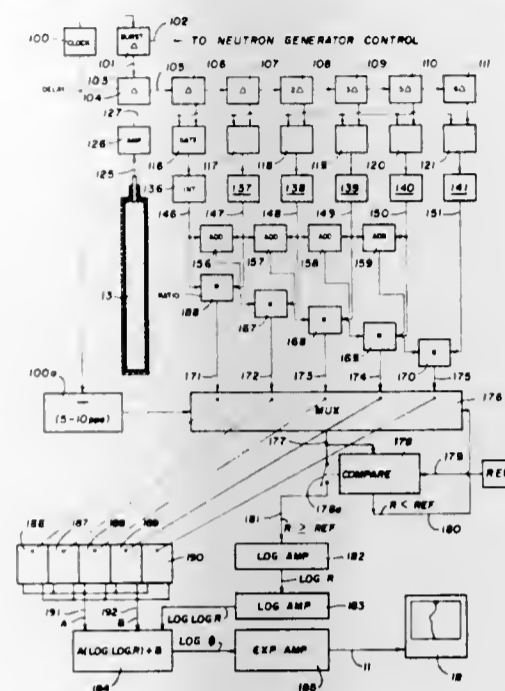 102
100 CLOCK BURST Δ ← TO NEUTRON GENERATOR CONTROL
101
103 105 106 107 108 109 110 111
DELAY 104 Δ Δ Δ 2Δ 3Δ 5Δ 6Δ
127
126 AMP GATE
116 117 118 119 120 121
125
136 INT 137 138 139 140 141
146 147 148 149 150 151
ADD ADD ADD ADD
156 157 158 159
13 RATIO
166 167 168 169 170
171 172 173 174 175
100a (5-10pps) MUX 176
177 178
COMPARE 179 REF
178a R < REF 180
181 R ≥ REF
186 187 188 189 190
LOG AMP 182
LOG R
LOG AMP 183
191 A 192 B
LOG LOG R
A(LOG LOG R) + B LOG θ EXP AMP 11
184 185 12